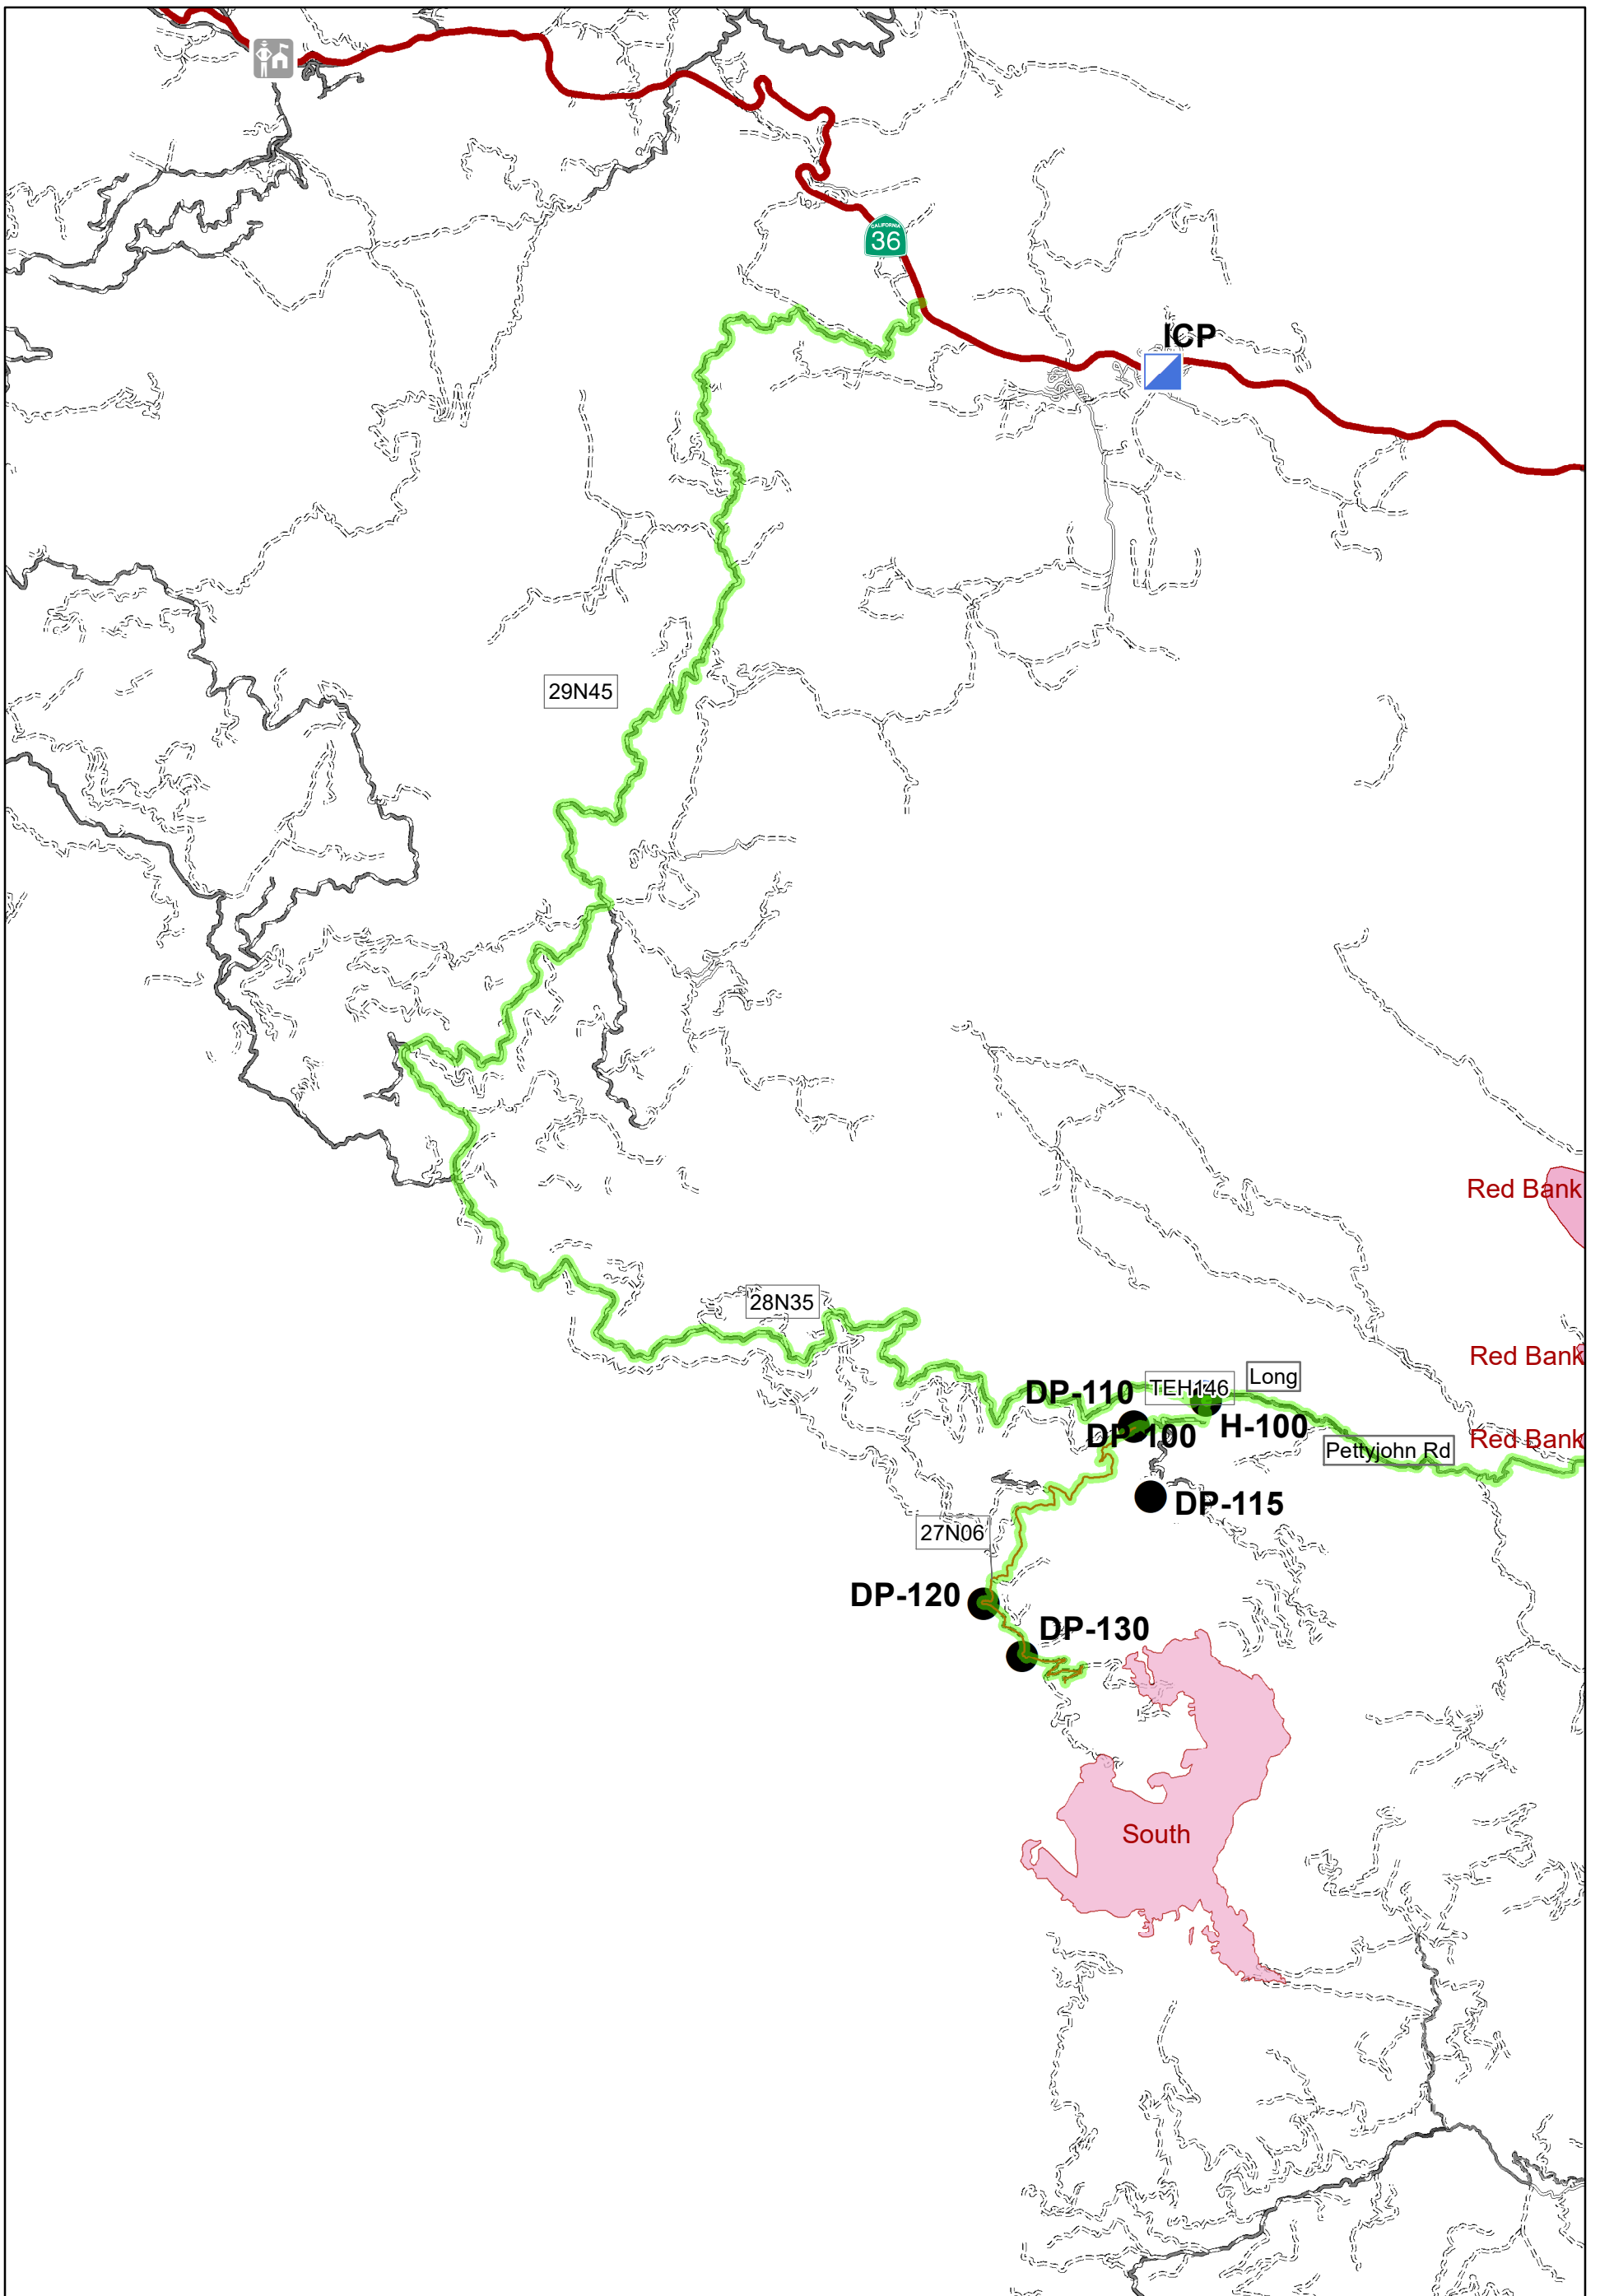 CALIFORNIA
36
ICP
29N45
Red Bank
28N35
Red Bank
Long
TEH146
DP-110
H-100
DP-100
Red Bank
Pettyjohn Rd
DP-115
27N06
DP-120
DP-130
South